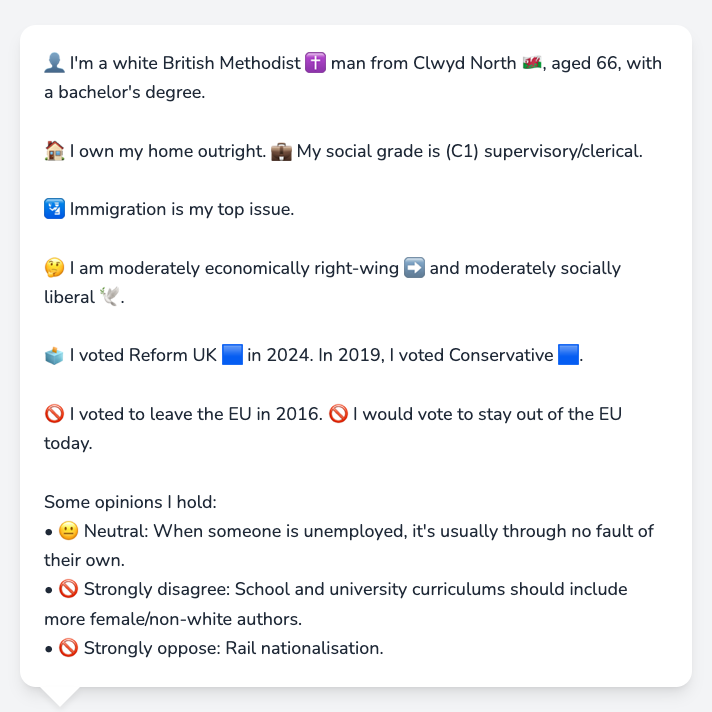 👤 I'm a white British Methodist ✝️ man from Clwyd North 🏴󠁧󠁢󠁷󠁬󠁳󠁿, aged 66, with
a bachelor's degree.
🏠 I own my home outright. 💼 My social grade is (C1) supervisory/clerical.
🛂 Immigration is my top issue.
🤔 I am moderately economically right-wing ➡️ and moderately socially
liberal 🕊️.
🗳️ I voted Reform UK 🟦 in 2024. In 2019, I voted Conservative 🟦.
🚫 I voted to leave the EU in 2016. 🚫 I would vote to stay out of the EU
today.
Some opinions I hold:
• 😐 Neutral: When someone is unemployed, it's usually through no fault of
their own.
• 🚫 Strongly disagree: School and university curriculums should include
more female/non-white authors.
• 🚫 Strongly oppose: Rail nationalisation.